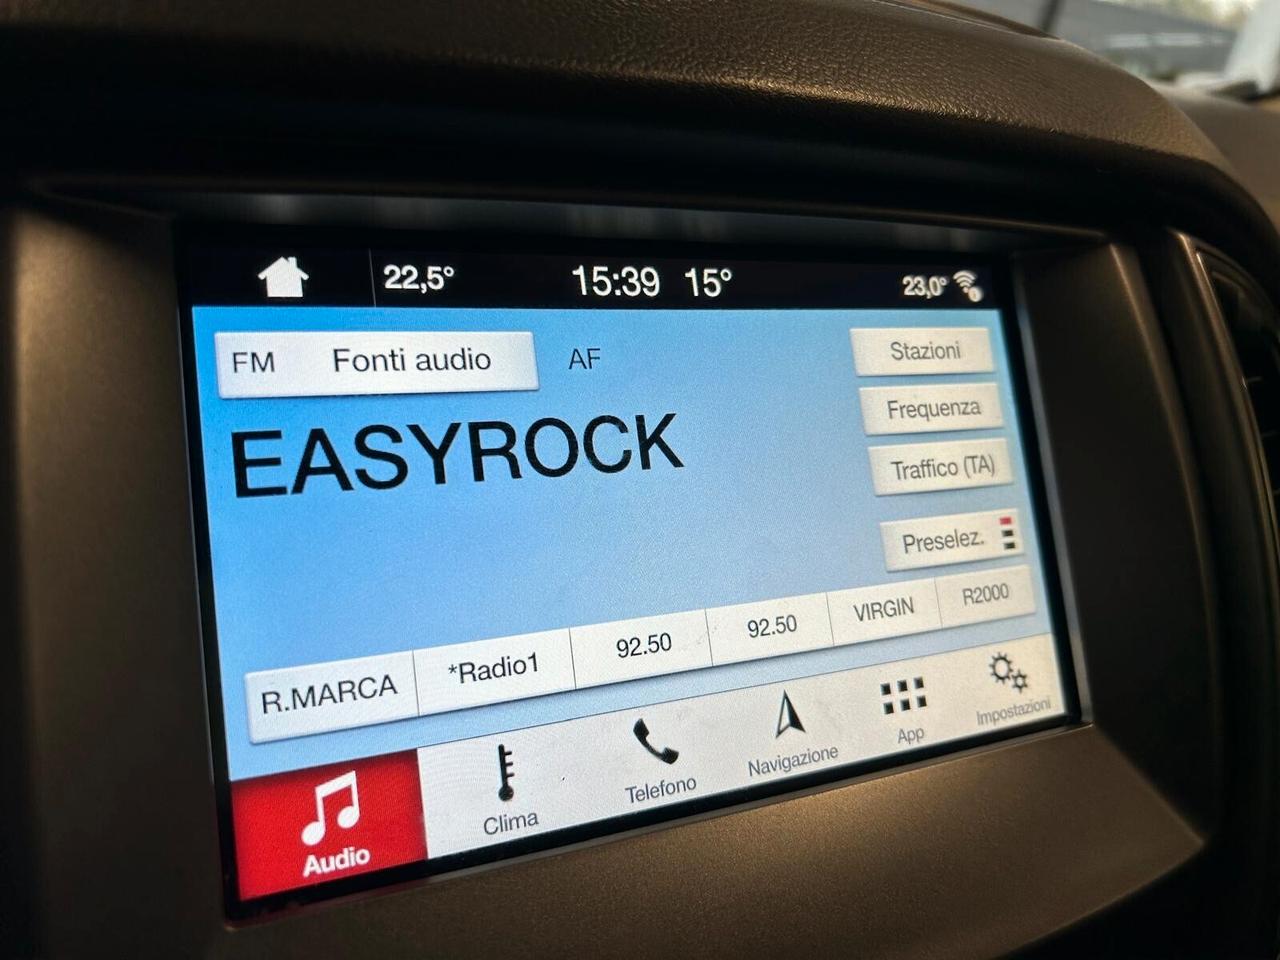 22,5° 15:39 15° 23,0°
FM Fonti audio AF Stazioni
EASYROCK Frequenza
Traffico (TA)
Preselez.
R.MARCA *Radio1 92.50 92.50 VIRGIN R2000
Audio Clima Telefono Navigazione App Impostazioni